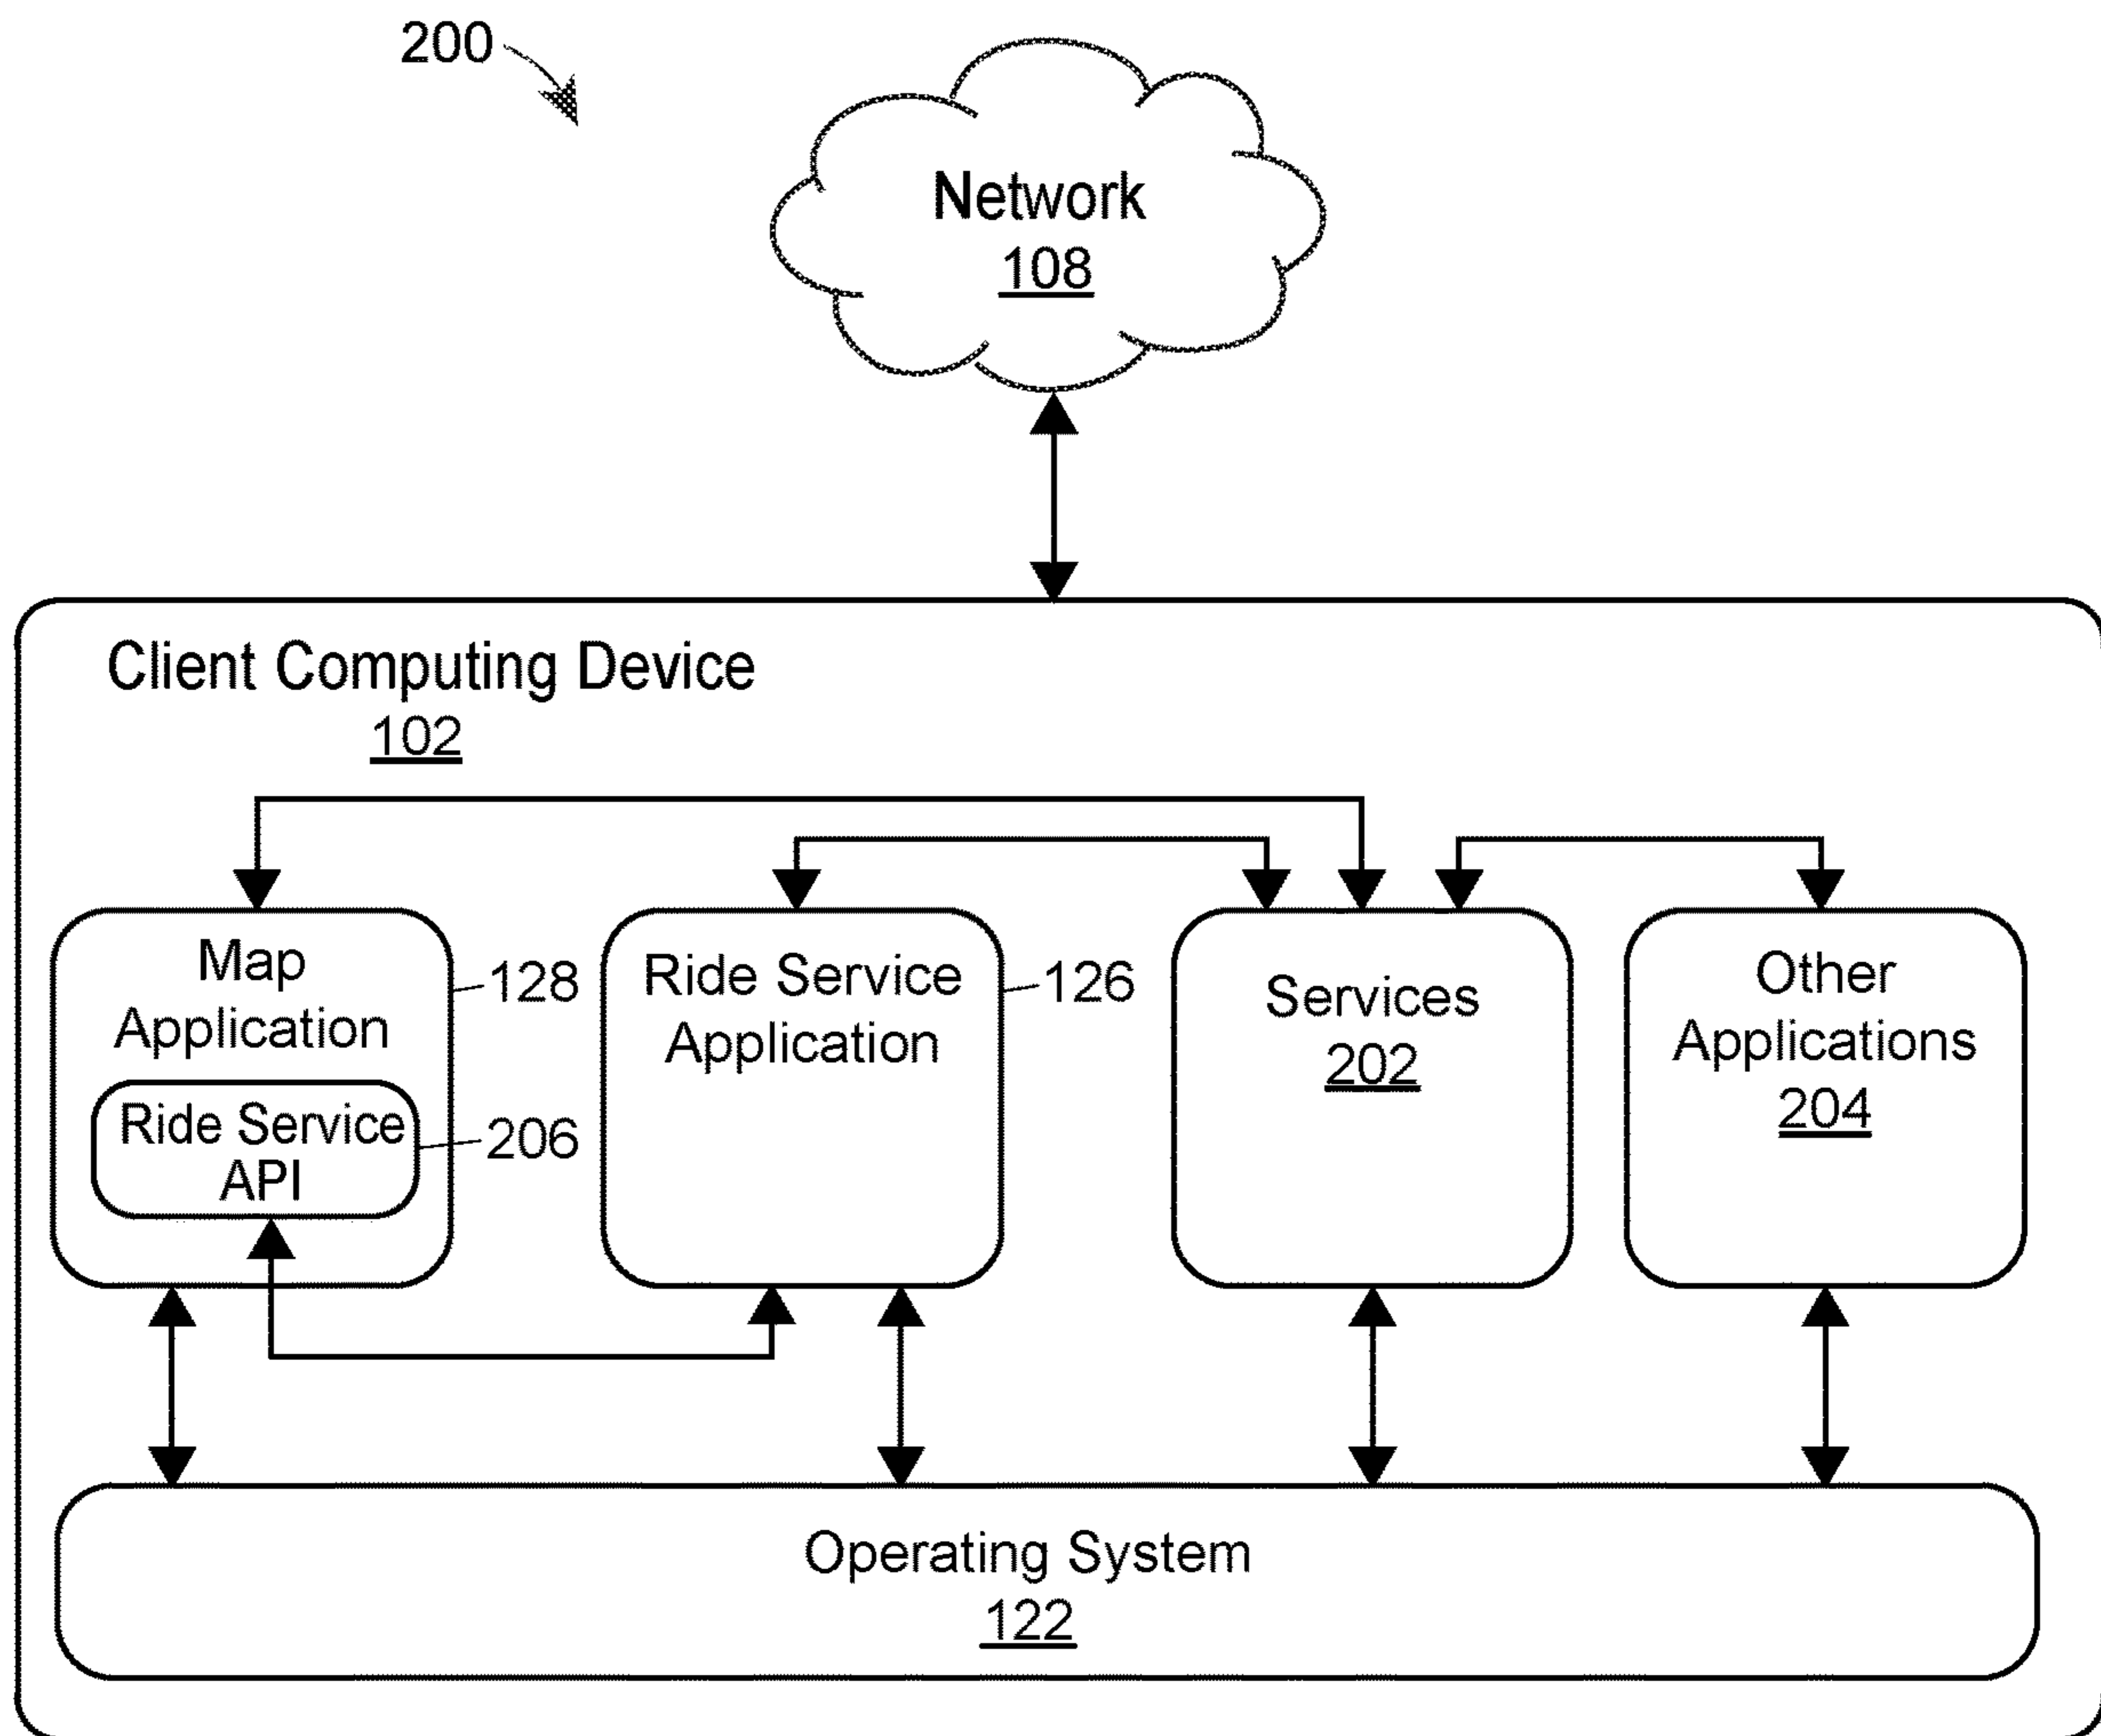 200
Network
108
Client Computing Device
102
Map
Application
128
Ride Service
API
206
Ride Service
Application
126
Services
202
Other
Applications
204
Operating System
122